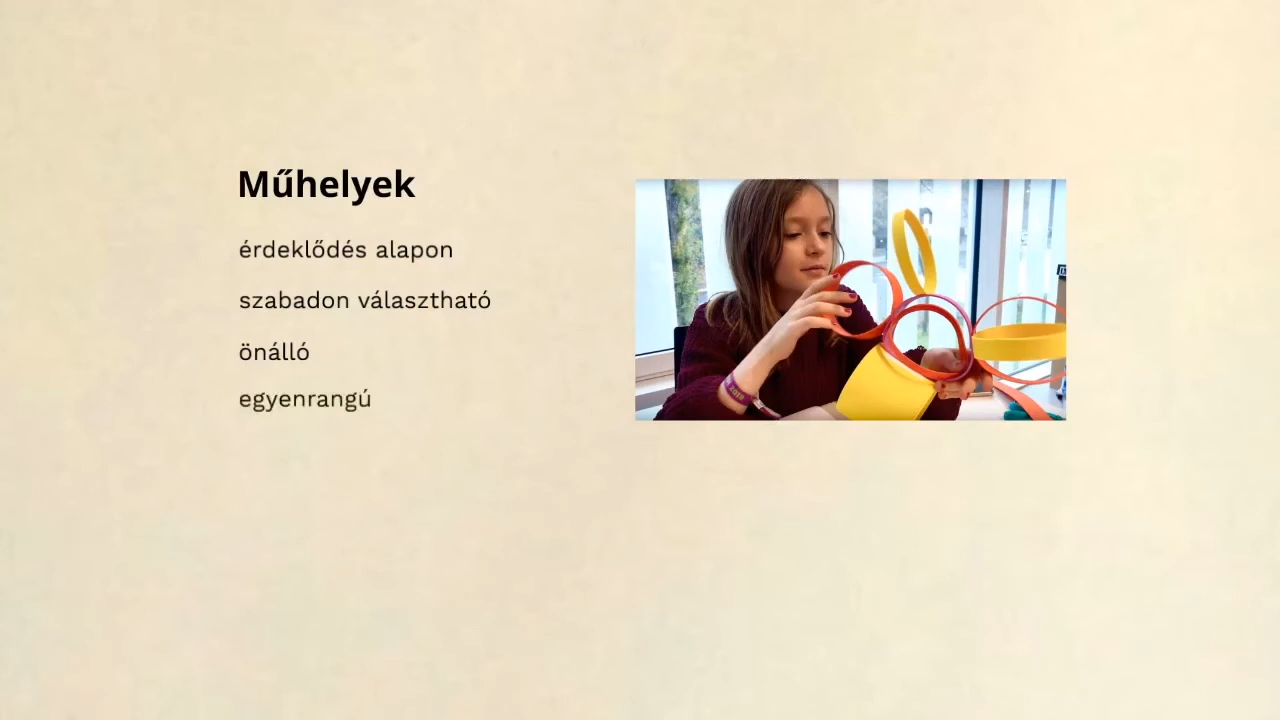 Műhelyek
érdeklődés alapon
szabadon választható
önálló
egyenrangú